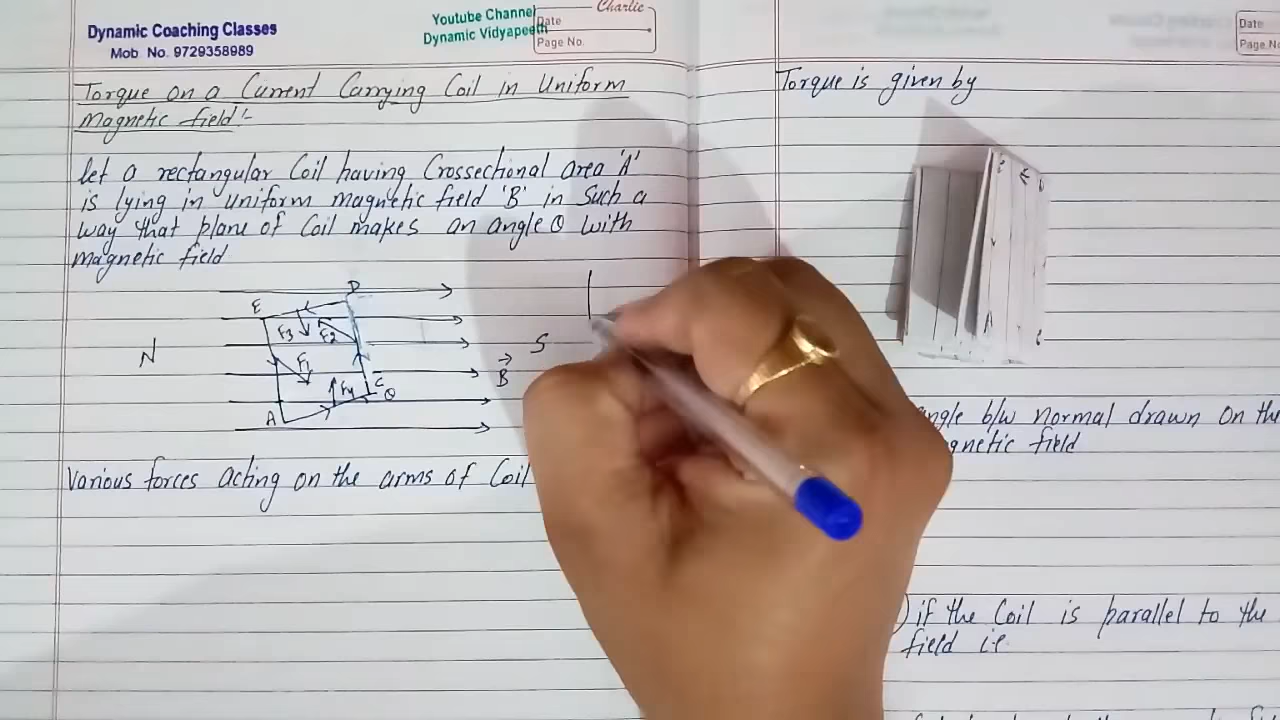 Dynamic Coaching Classes
Mob. No. 9729358989
Youtube Channel
Dynamic Vidyapeeth
Charlie
Date
Page No.
Torque on a Current Carrying Coil in Uniform
Magnetic field:-
let a rectangular Coil having Crossectional area 'A'
is lying in uniform magnetic field 'B' in Such a
way that plane of Coil makes an angle θ with
magnetic field
E D
F3 F2
N F1 S
B
F4 C θ
A
Various forces acting on the arms of Coil
Date
Page No
Torque is given by
angle b/w normal drawn on the
field
if the Coil is parallel to the
field ie